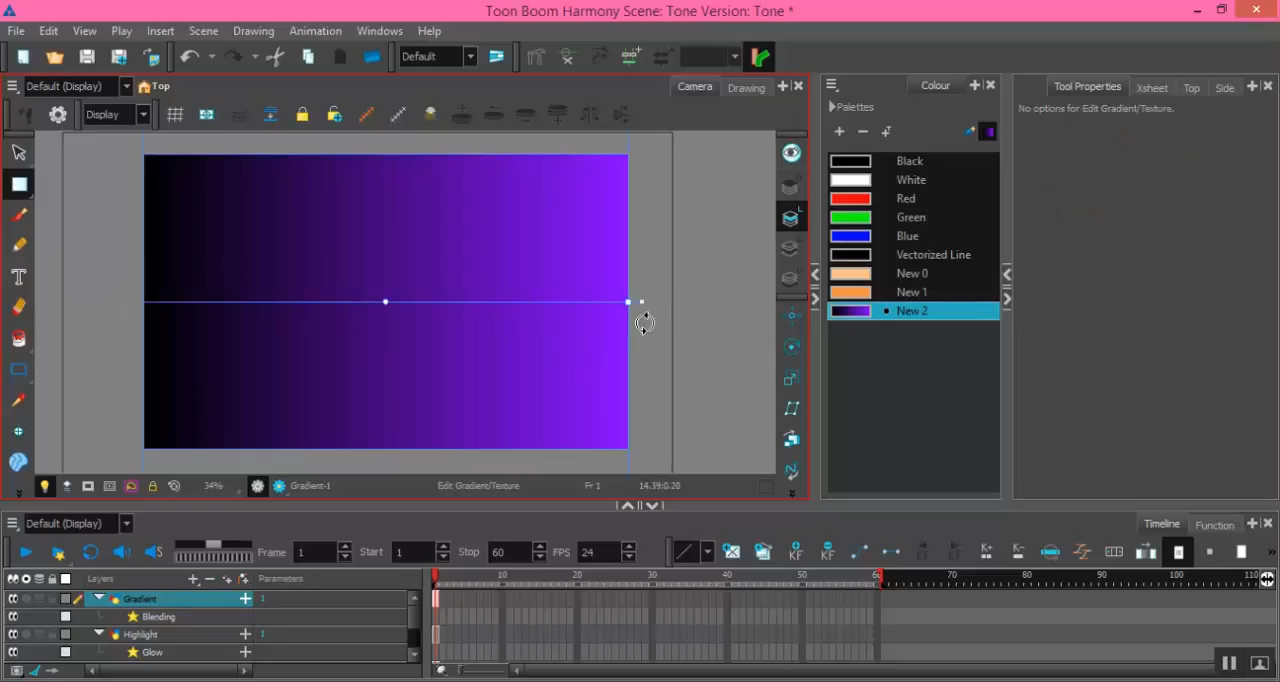 Toon Boom Harmony Scene: Tone Version: Tone *
File Edit View Play Insert Scene Drawing Animation Windows Help
Default
Default (Display) Top Camera Drawing
Display
Colour
Palettes
Black
White
Red
Green
Blue
Vectorized Line
New 0
New 1
New 2
Tool Properties Xsheet Top Side
No options for Edit Gradient/Texture.
34% Gradient-1 Edit Gradient/Texture Fr 1 14.39:0.20
Default (Display) Timeline Function
Frame 1 Start 1 Stop 60 FPS 24
KF KF
Layers Parameters 10 20 30 40 50 60 70 80 90 100 110
Gradient 1
Blending
Highlight 1
Glow